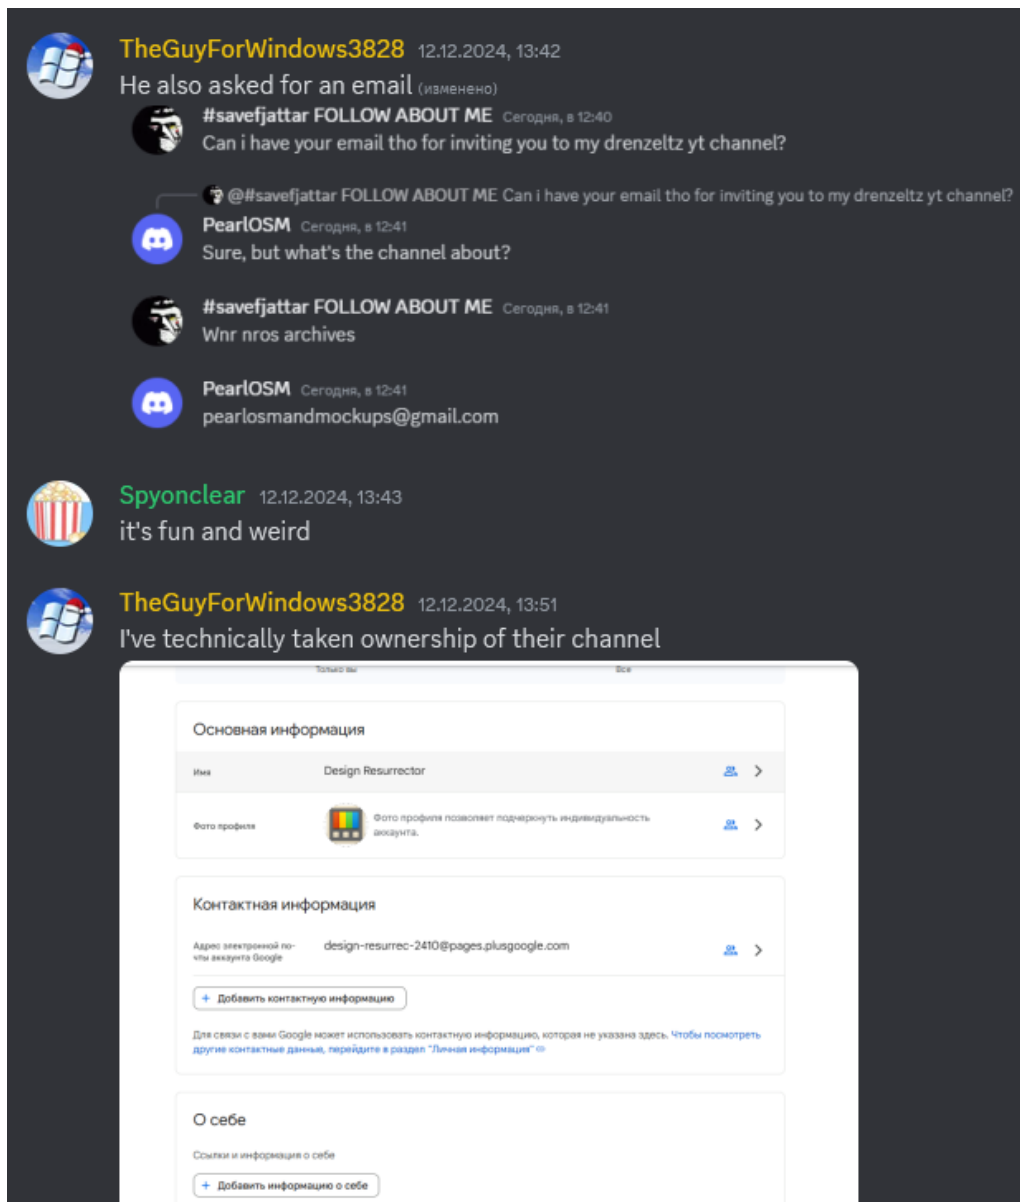 TheGuyForWindows3828 12.12.2024, 13:42
He also asked for an email (изменено)
#savefjattar FOLLOW ABOUT ME Сегодня, в 12:40
Can i have your email tho for inviting you to my drenzeltz yt channel?
@#savefjattar FOLLOW ABOUT ME Can i have your email tho for inviting you to my drenzeltz yt channel?
PearlOSM Сегодня, в 12:41
Sure, but what's the channel about?
#savefjattar FOLLOW ABOUT ME Сегодня, в 12:41
Wnr nros archives
PearlOSM Сегодня, в 12:41
pearlosmandmockups@gmail.com
Spyonclear 12.12.2024, 13:43
it's fun and weird
TheGuyForWindows3828 12.12.2024, 13:51
I've technically taken ownership of their channel
Только вы Все
Основная информация
Имя Design Resurrector
Фото профиля Фото профиля позволяет подчеркнуть индивидуальность
аккаунта.
Контактная информация
Адрес электронной по-
чты аккаунта Google
design-resurrec-2410@pages.plusgoogle.com
+ Добавить контактную информацию
Для связи с вами Google может использовать контактную информацию, которая не указана здесь. Чтобы посмотреть
другие контактные данные, перейдите в раздел "Личная информация"
О себе
Ссылки и информация о себе
+ Добавить информацию о себе